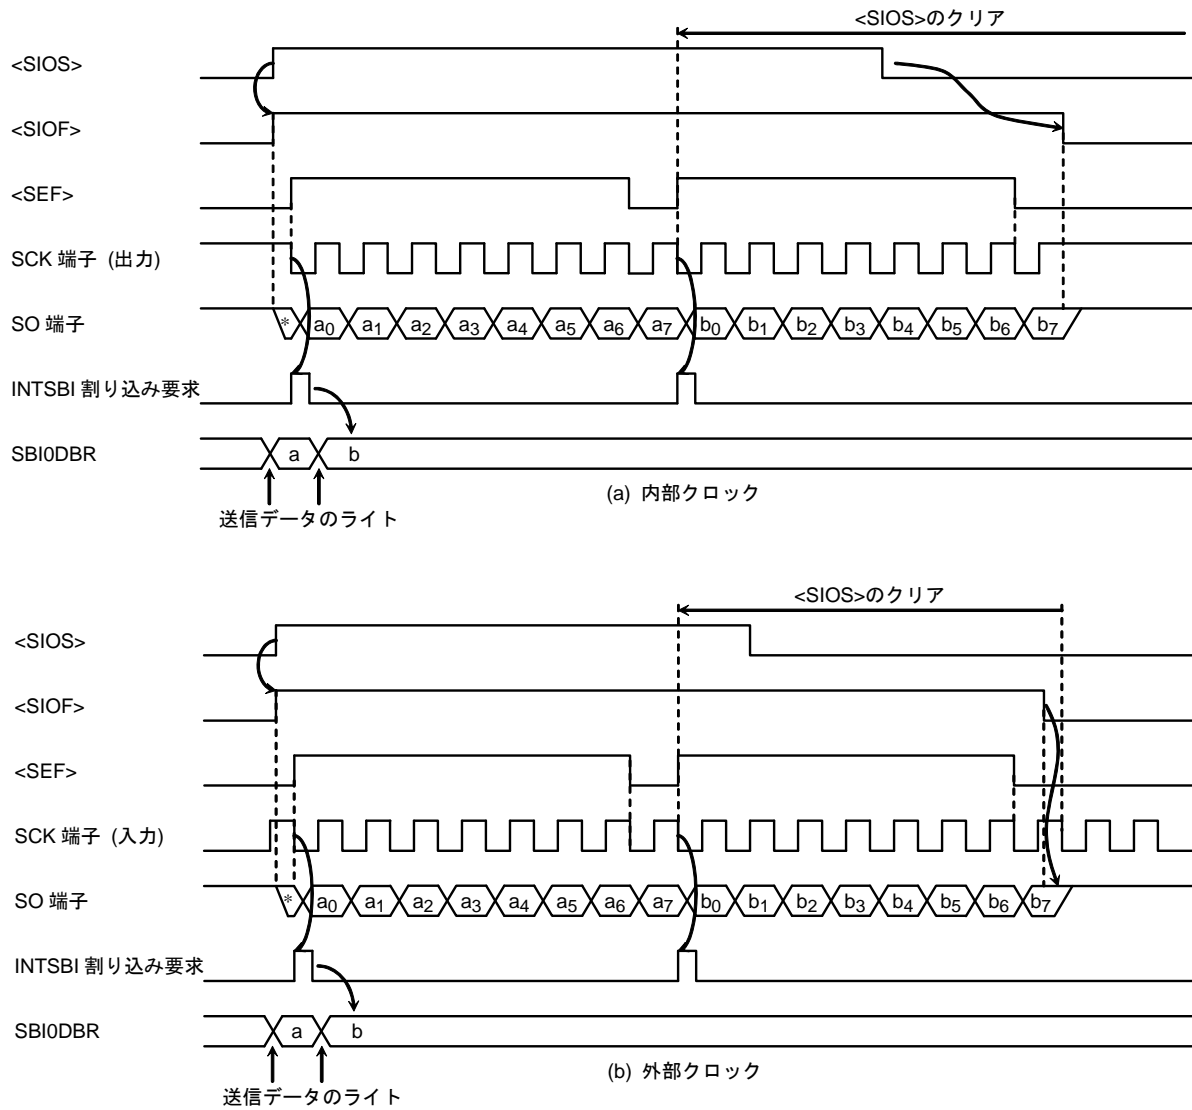 <SIOS>のクリア
<SIOS>
<SIOF>
<SEF>
SCK 端子 (出力)
SO 端子
* a0 a1 a2 a3 a4 a5 a6 a7 b0 b1 b2 b3 b4 b5 b6 b7
INTSBI 割り込み要求
SBI0DBR
a b
(a) 内部クロック
送信データのライト
<SIOS>のクリア
<SIOS>
<SIOF>
<SEF>
SCK 端子 (入力)
SO 端子
* a0 a1 a2 a3 a4 a5 a6 a7 b0 b1 b2 b3 b4 b5 b6 b7
INTSBI 割り込み要求
SBI0DBR
a b
(b) 外部クロック
送信データのライト